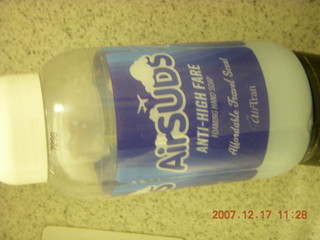 AirSUDS
ANTI-HIGH FARE
FOAMING HAND SOAP
Affordable Travel Scent
airTran
2007.12.17 11:28